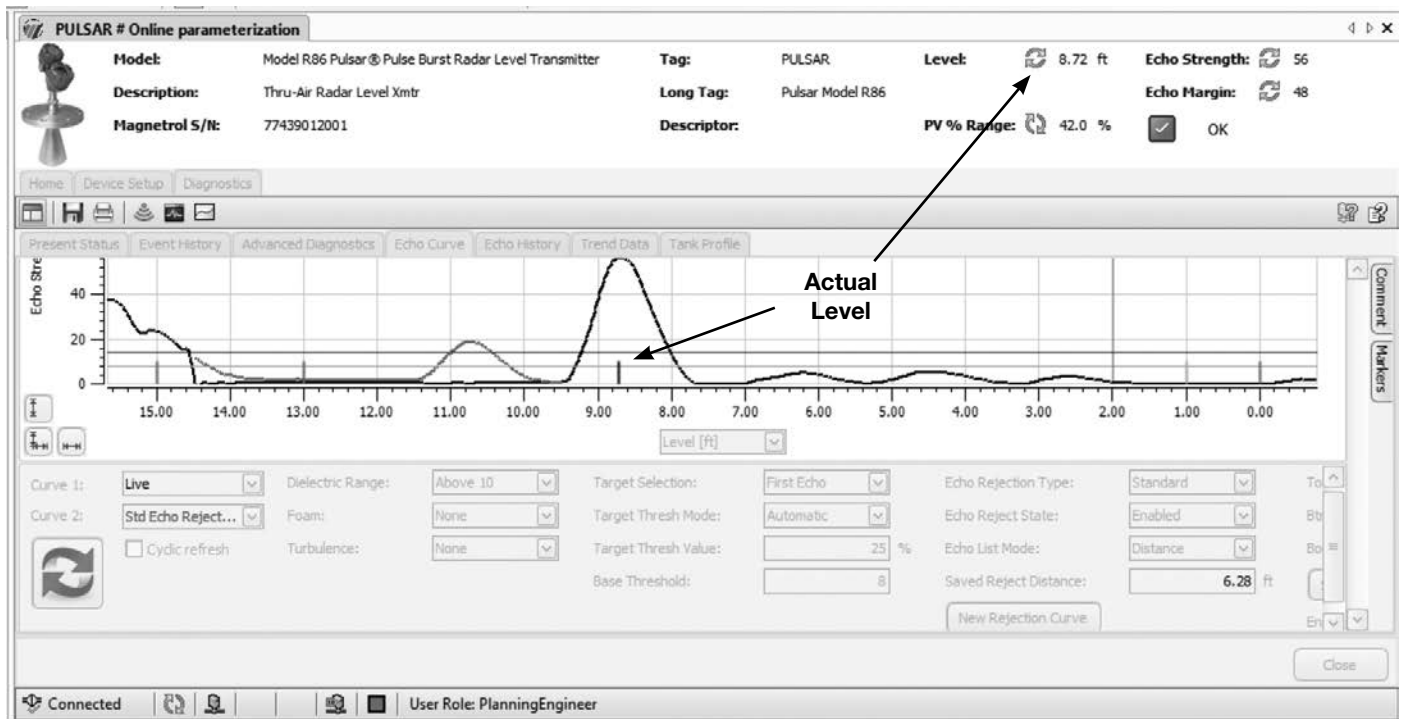 PULSAR # Online parameterization
Model: Model R86 Pulsar® Pulse Burst Radar Level Transmitter Tag: PULSAR Level: 8.72 ft Echo Strength: 56
Description: Thru-Air Radar Level Xmtr Long Tag: Pulsar Model R86 Echo Margin: 48
Magnetrol S/N: 77439012001 Descriptor: PV % Range: 42.0 % OK
Home Device Setup Diagnostics
Present Status Event History Advanced Diagnostics Echo Curve Echo History Trend Data Tank Profile
Echo Stre
40
20
0
Actual
Level
Comment
Markers
15.00 14.00 13.00 12.00 11.00 10.00 9.00 8.00 7.00 6.00 5.00 4.00 3.00 2.00 1.00 0.00
Level [ft]
Curve 1: Live Dielectric Range: Above 10 Target Selection: First Echo Echo Rejection Type: Standard To
Curve 2: Std Echo Reject... Foam: None Target Thresh Mode: Automatic Echo Reject State: Enabled
Cyclic refresh Turbulence: None Target Thresh Value: 25 % Echo List Mode: Distance Bo
Base Threshold: 8 Saved Reject Distance: 6.28 ft
New Rejection Curve En
Close
Connected User Role: PlanningEngineer